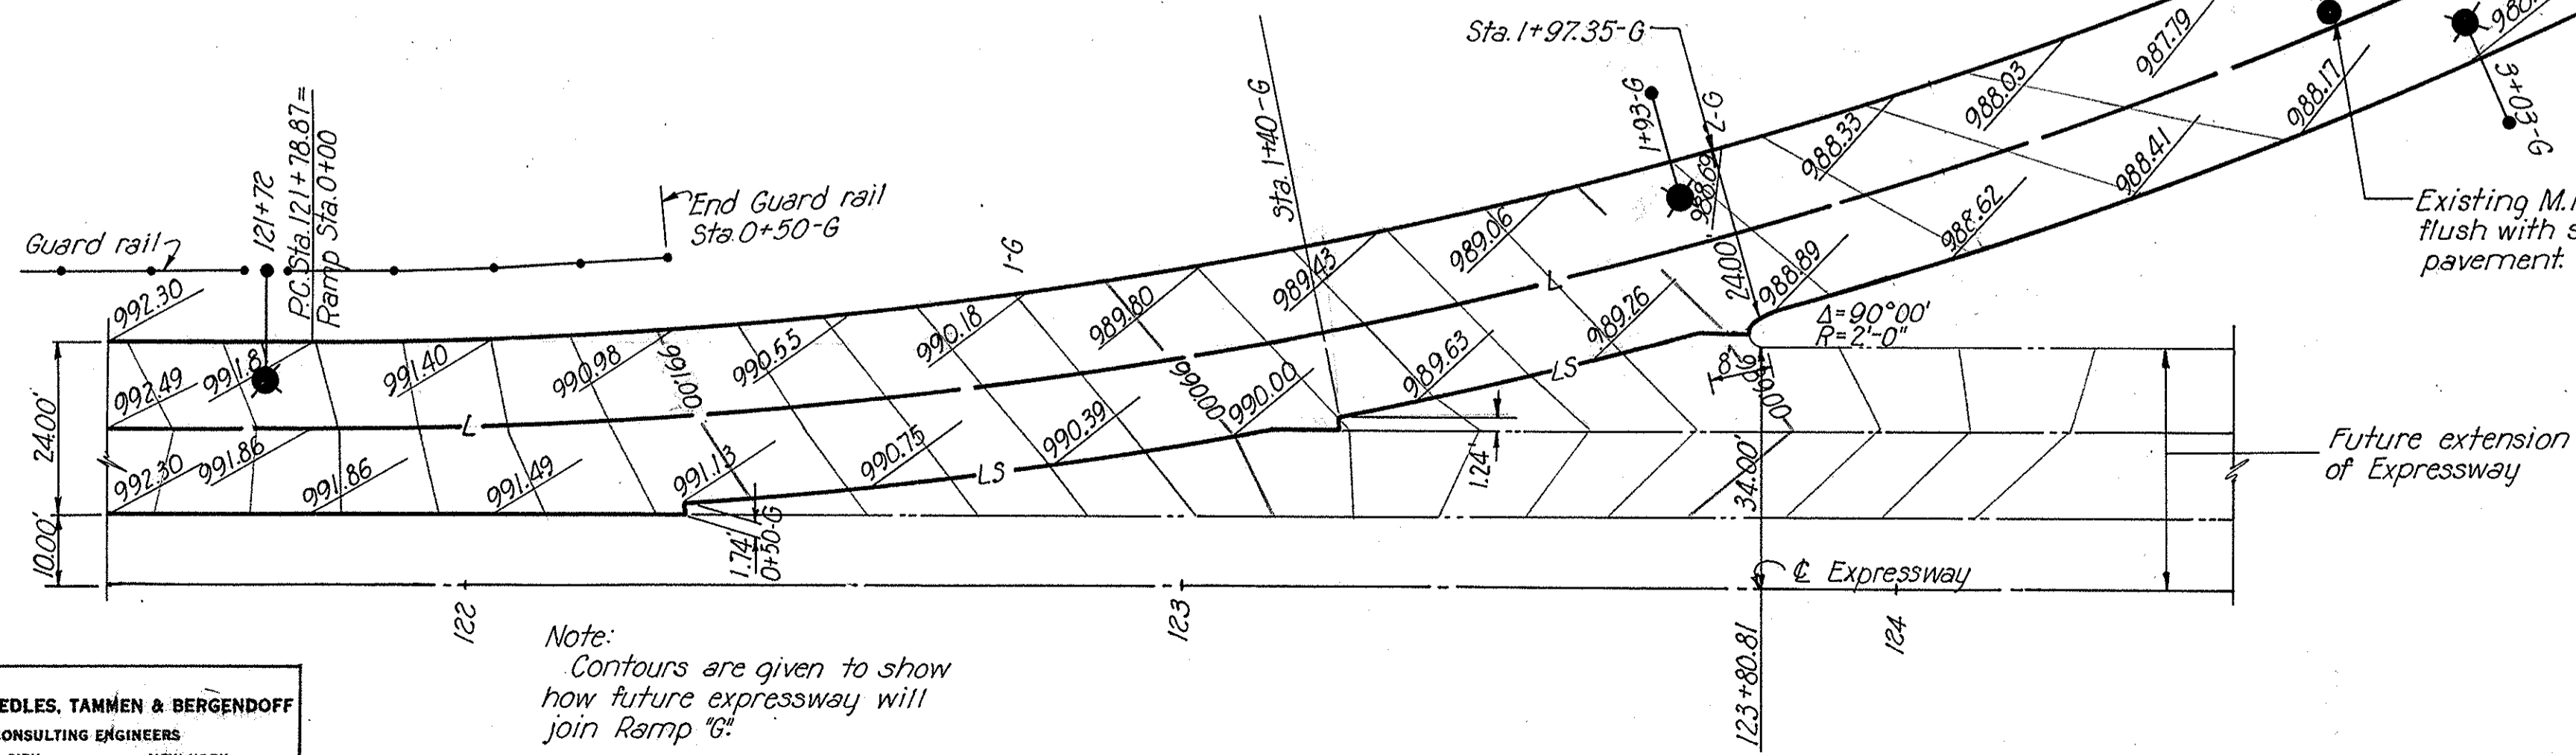 Sta. 1+97.35-G
987.79
988.03
988.17
988.33
988.41
3+03-G
1+93-G
2-G
988.69
988.62
Sta. 1+40-G
Existing M.
flush with
pavement.
P.C. Sta. 121+78.87=
Ramp Sta. 0+00
121+72
End Guard rail
Sta. 0+50-G
Guard rail
1-G
989.06
989.43
989.80
990.18
990.55
990.98
991.40
992.30
992.49
24.00'
988.89
Δ=90°00'
R=2'-0"
L
989.26
989.63
990.00
990.00
990.39
990.75
991.13
991.00
L
LS
LS
991.86
991.86
991.49
992.30
24.00'
10.00'
1.74'
0+50-G
1.24'
34.00'
Future extension
of Expressway
℄ Expressway
122
123
124
123+80.81
Note:
Contours are given to show
how future expressway will
join Ramp "G".
EDLES, TAMMEN & BERGENDOFF
ONSULTING ENGINEERS